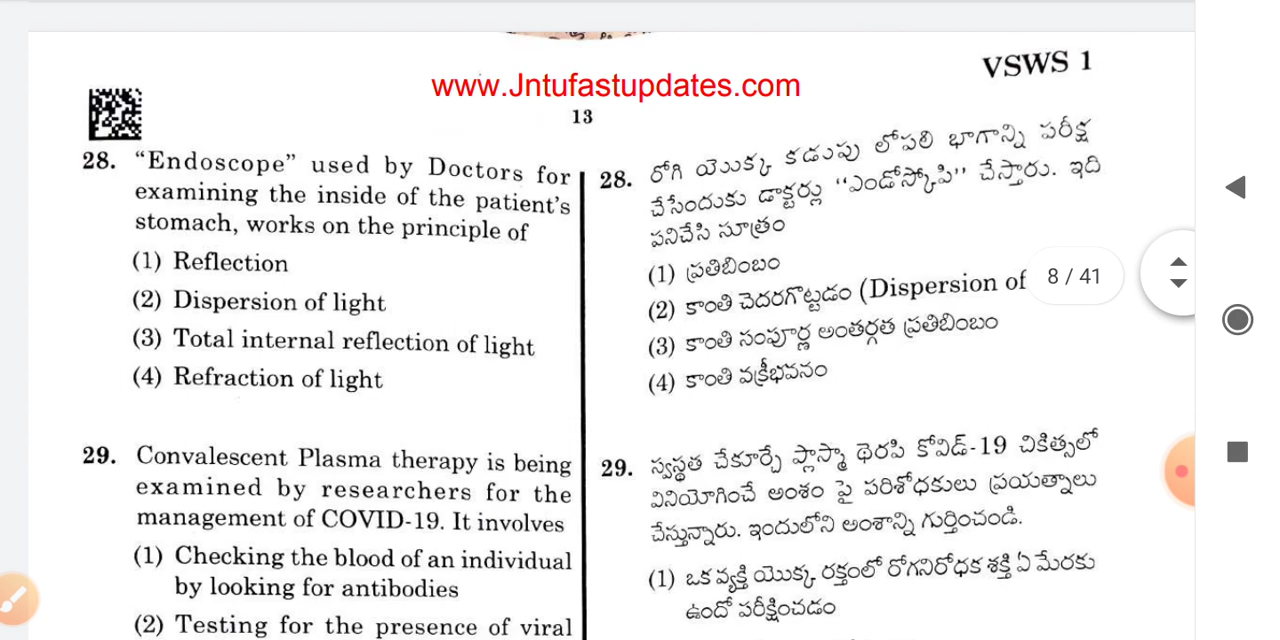 VSWS 1
www.Jntufastupdates.com
13
28. “Endoscope” used by Doctors for
examining the inside of the patient's
stomach, works on the principle of
(1) Reflection
(2) Dispersion of light
(3) Total internal reflection of light
(4) Refraction of light
29. Convalescent Plasma therapy is being
examined by researchers for the
management of COVID-19. It involves
(1) Checking the blood of an individual
by looking for antibodies
(2) Testing for the presence of viral
28. రోగి యొక్క కడుపు లోపలి భాగాన్ని పరీక్ష
చేసేందుకు డాక్టర్లు “ఎండోస్కోపి” చేస్తారు. ఇది
పనిచేసి సూత్రం
(1) ప్రతిబింబం
(2) కాంతి చెదరగొట్టడం (Dispersion of
(3) కాంతి సంపూర్ణ అంతర్గత ప్రతిబింబం
(4) కాంతి వక్రీభవనం
8 / 41
29. స్వస్థత చేకూర్చే ప్లాస్మా థెరపి కోవిడ్-19 చికిత్సలో
వినియోగించే అంశం పై పరిశోధకులు ప్రయత్నాలు
చేస్తున్నారు. ఇందులోని అంశాన్ని గుర్తించండి.
(1) ఒక వ్యక్తి యొక్క రక్తంలో రోగనిరోధక శక్తి ఏ మేరకు
ఉందో పరీక్షించడం